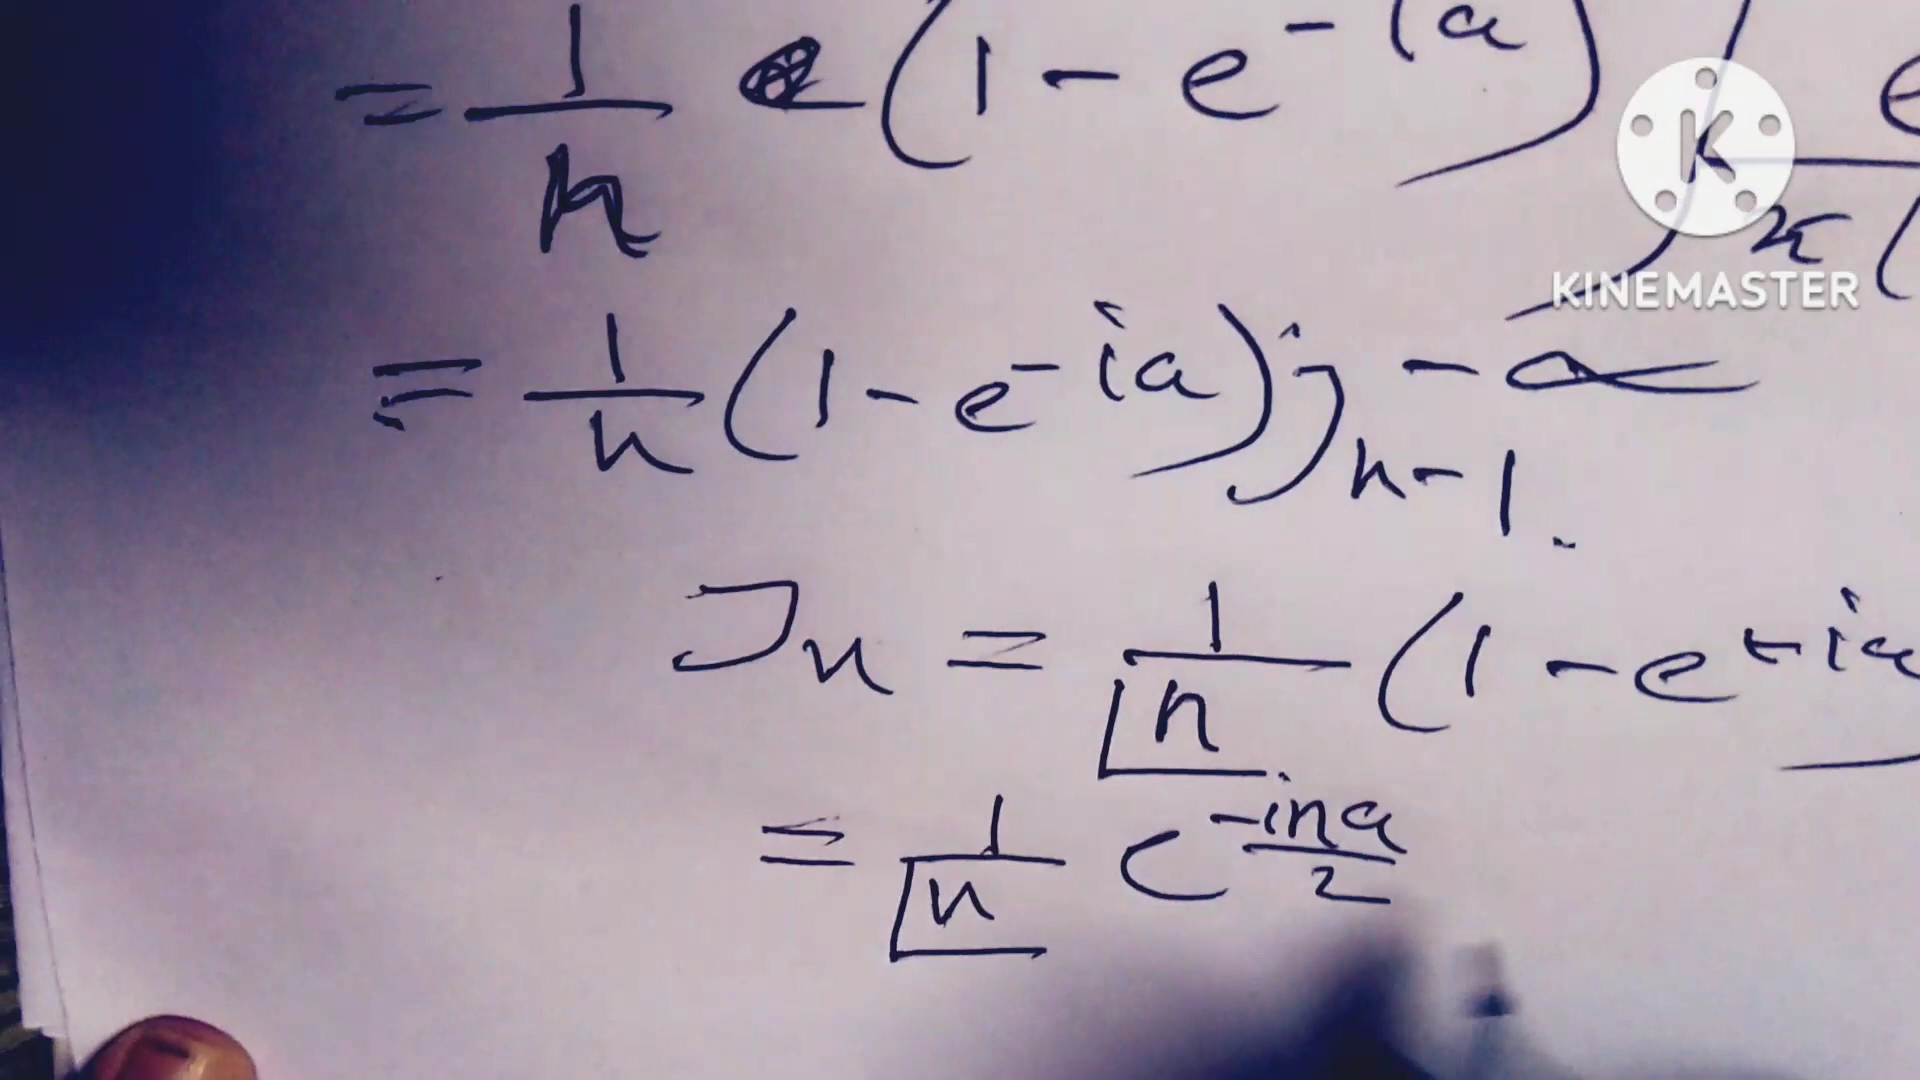 = 1/n (1 - e^{-ia}) ∫ e
K x (
KINEMASTER
= 1/n (1 - e^{-ia}) J_{n-1}
J_n = 1/⌊n (1 - e^{-ia}
= 1/⌊n e^{-ina/2}